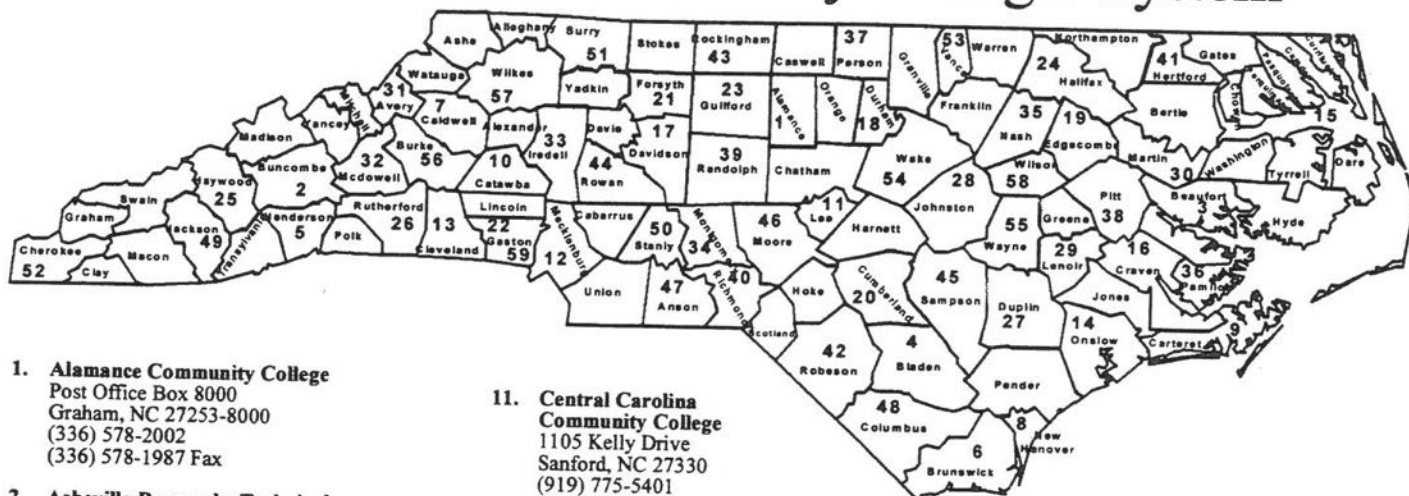 Ashe
Alleghany
Surry
51
Stokes
Rockingham
43
Caswell
37
Person
Granville
53
Vance
Warren
Northampton
24
Halifax
41
Hertford
Gates
Watauga
Wilkes
57
Yadkin
Forsyth
21
23
Guilford
Alamance
1
Orange
Durham
18
Franklin
35
Nash
19
Edgecombe
Bertie
Chowan
15
31
Avery
Mitchell
7
Caldwell
Alexander
33
Iredell
Davie
17
Davidson
Madison
Yancey
Burke
56
10
Catawba
44
Rowan
39
Randolph
Chatham
Wake
54
28
Johnston
Wilson
58
Martin
30
Washington
Tyrrell
Dare
Buncombe
2
32
McDowell
Haywood
25
Swain
Graham
Rutherford
26
13
Cleveland
Lincoln
22
Gaston
59
Mecklenburg
12
Cabarrus
50
Stanly
Montgome
34
46
Moore
11
Lee
Harnett
55
Wayne
Greene
Pitt
38
Beaufort
3
Hyde
Jackson
49
Transylvania
Henderson
5
Polk
Cherokee
52
Clay
Macon
Union
47
Anson
40
Richmond
Scotland
Hoke
20
Cumberland
45
Sampson
Duplin
27
29
Lenoir
16
Craven
36
Pamlico
Jones
14
Onslow
Carteret
9
42
Robeson
4
Bladen
Pender
48
Columbus
6
Brunswick
8
New
Hanover
1. Alamance Community College
Post Office Box 8000
Graham, NC 27253-8000
(336) 578-2002
(336) 578-1987 Fax
11. Central Carolina
Community College
1105 Kelly Drive
Sanford, NC 27330
(919) 775-5401